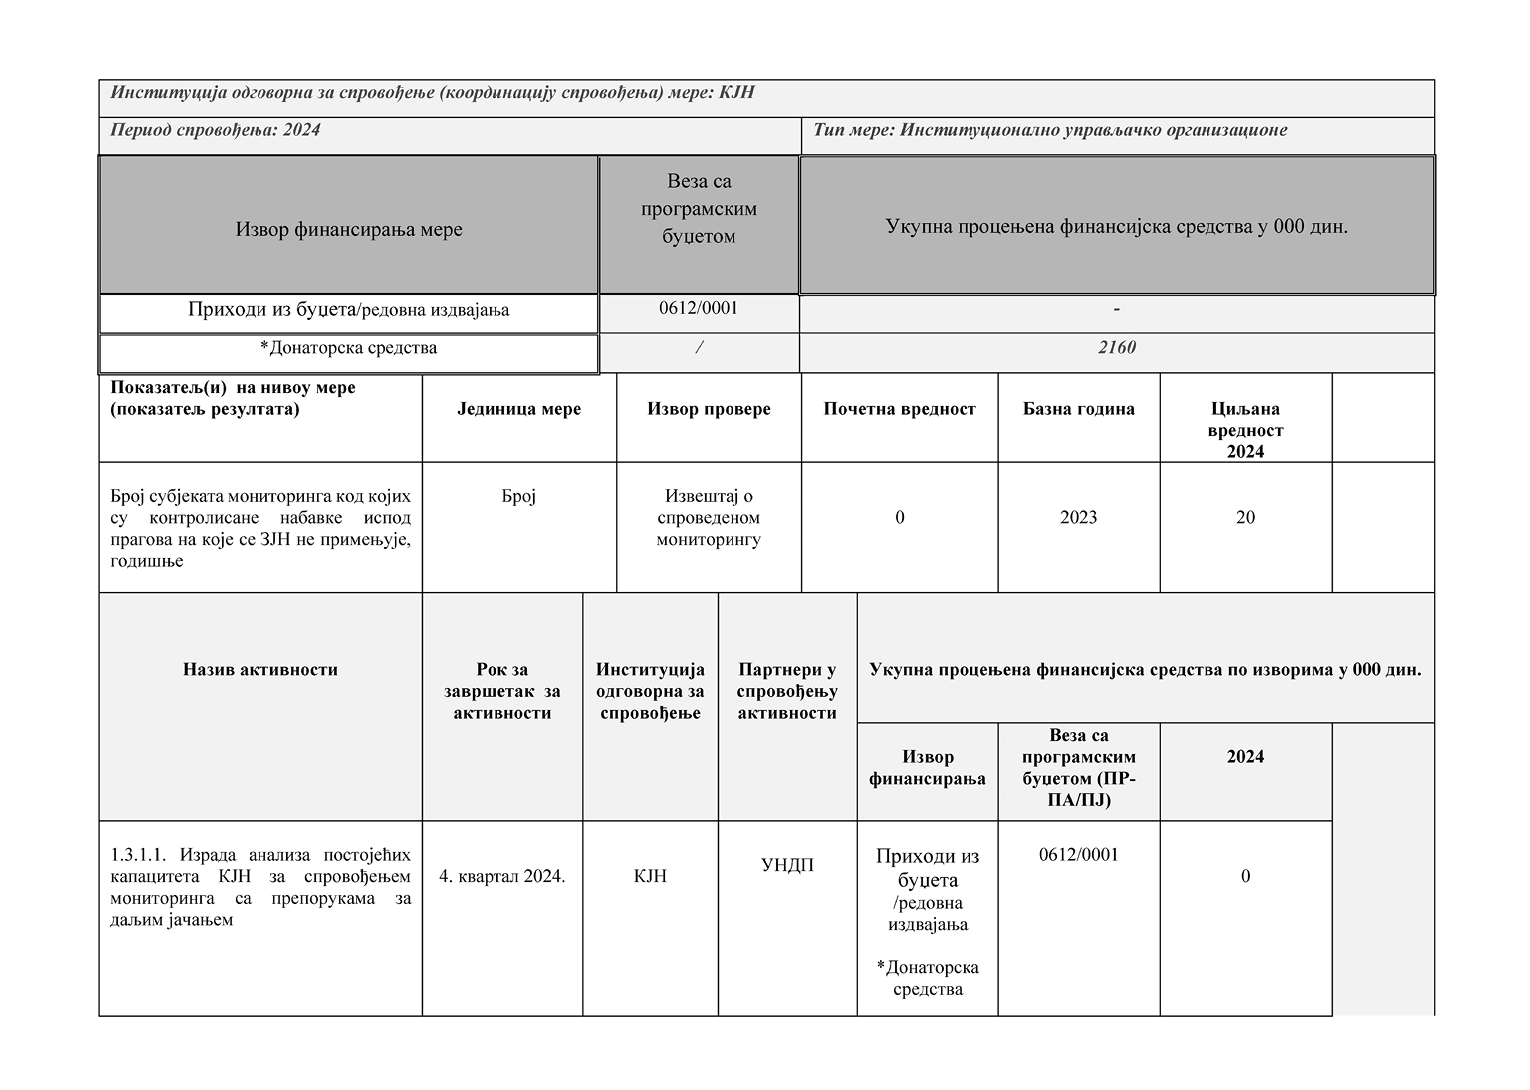 Институција одговорна за спровођење (координацију спровођења) мере: КЈН
Период спровођења: 2024
Тип мере: Институционално управљачко организационе
Извор финансирања мере
Веза са
програмским
буџетом
Укупна процењена финансијска средства у 000 дин.
Приходи из буџета/редовна издвајања
0612/0001
-
*Донаторска средства
/
2160
Показатељ(и) на нивоу мере
(показатељ резултата)
Јединица мере
Извор провере
Почетна вредност
Базна година
Циљана
вредност
2024
Број субјеката мониторинга код којих
су контролисане набавке испод
прагова на које се ЗЈН не примењује,
годишње
Број
Извештај о
спроведеном
мониторингу
0
2023
20
Назив активности
Рок за
завршетак за
активности
Институција
одговорна за
спровођење
Партнери у
спровођењу
активности
Укупна процењена финансијска средства по изворима у 000 дин.
Извор
финансирања
Веза са
програмским
буџетом (ПР-
ПА/ПЈ)
2024
1.3.1.1. Израда анализа постојећих
капацитета КЈН за спровођењем
мониторинга са препорукама за
даљим јачањем
4. квартал 2024.
КЈН
УНДП
Приходи из
буџета
/редовна
издвајања
*Донаторска
средства
0612/0001
0